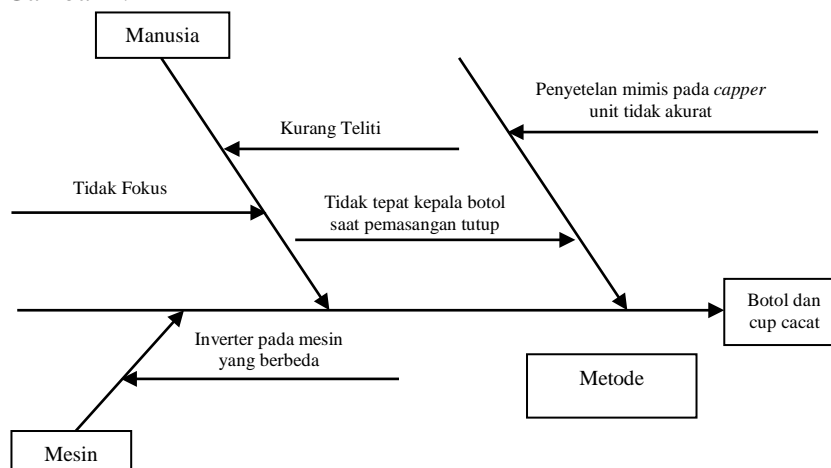 Manusia
Penyetelan mimis pada capper
unit tidak akurat
Kurang Teliti
Tidak Fokus
Tidak tepat kepala botol
saat pemasangan tutup
Botol dan
cup cacat
Inverter pada mesin
yang berbeda
Metode
Mesin